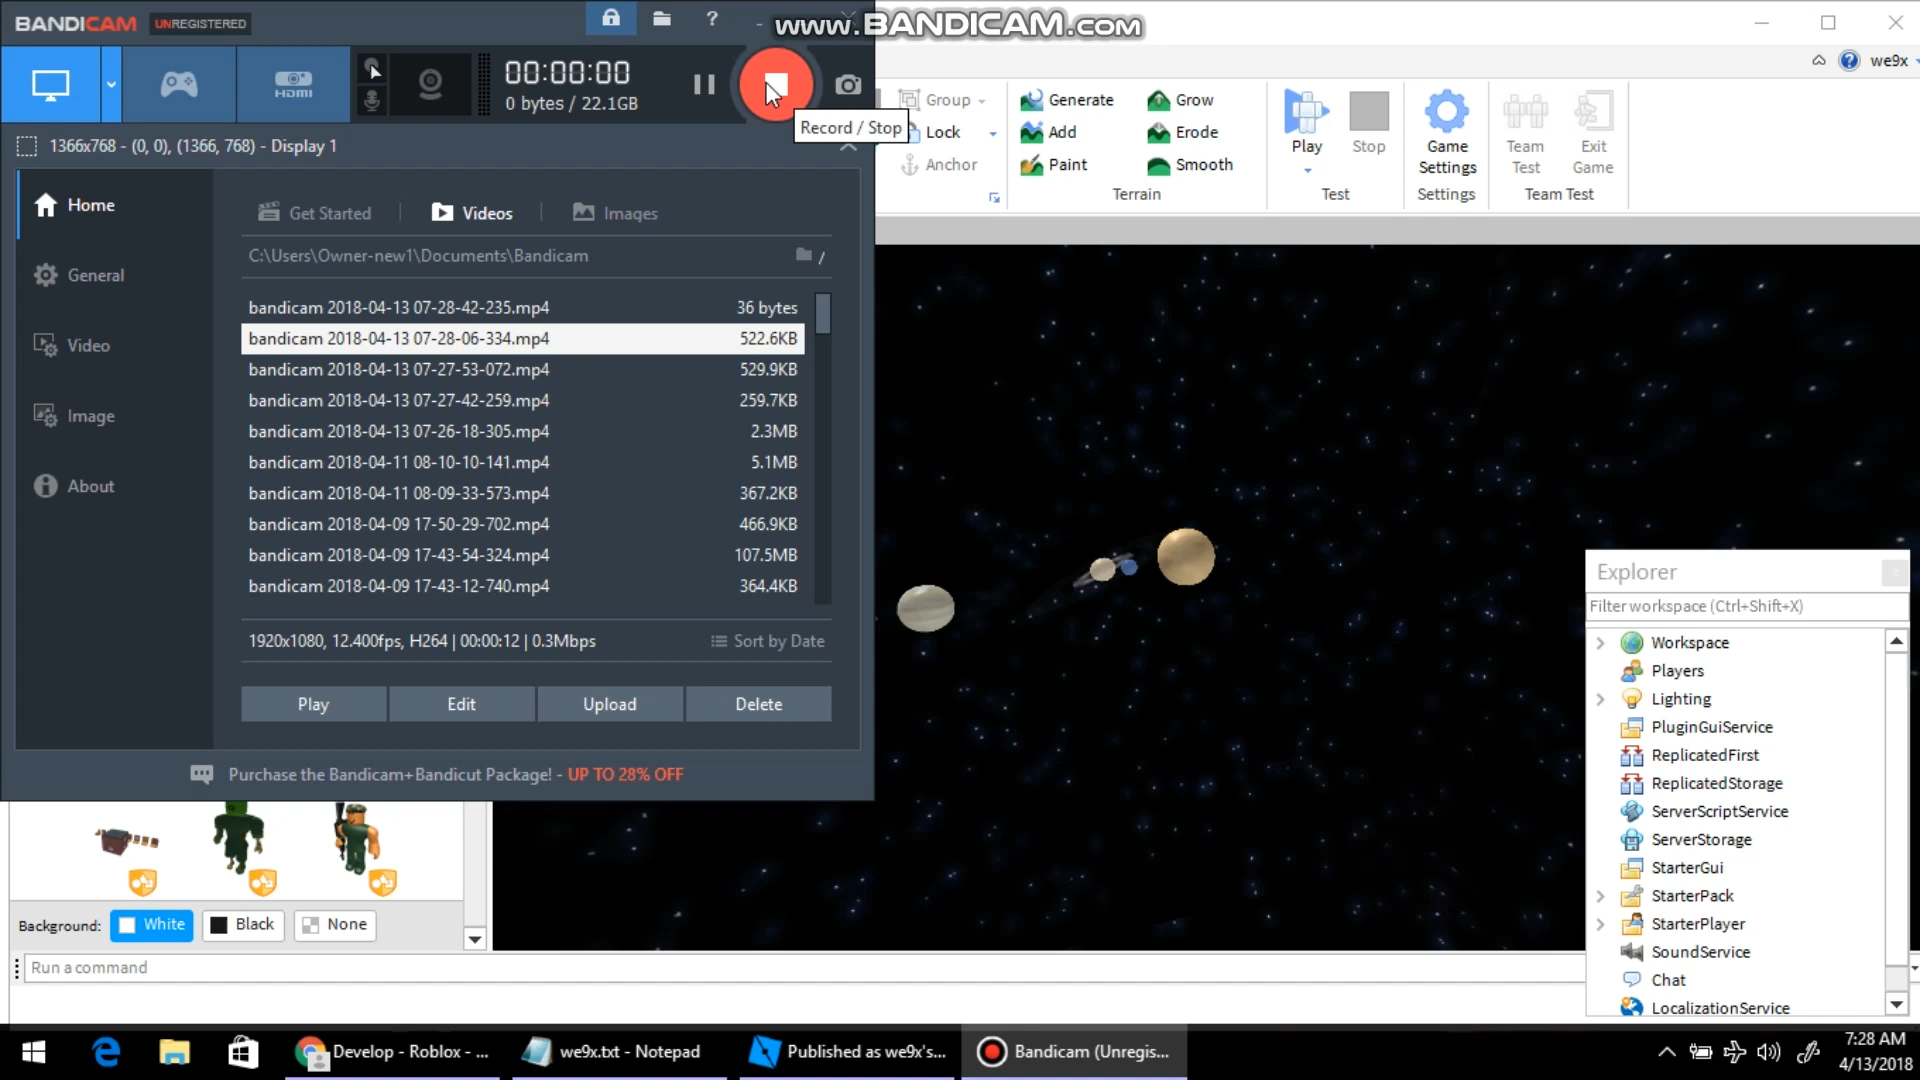 BANDICAM UNREGISTERED
?
www.BANDICAM.com
we9x
00:00:00
0 bytes / 22.1GB
HDMI
Record / Stop
1366x768 - (0, 0), (1366, 768) - Display 1
Group
Lock
Anchor
Generate
Add
Paint
Grow
Erode
Smooth
Terrain
Play
Stop
Test
Game
Settings
Settings
Team
Test
Exit
Game
Team Test
Home
General
Video
Image
About
Get Started
Videos
Images
C:\Users\Owner-new1\Documents\Bandicam
/
bandicam 2018-04-13 07-28-42-235.mp4 36 bytes
bandicam 2018-04-13 07-28-06-334.mp4 522.6KB
bandicam 2018-04-13 07-27-53-072.mp4 529.9KB
bandicam 2018-04-13 07-27-42-259.mp4 259.7KB
bandicam 2018-04-13 07-26-18-305.mp4 2.3MB
bandicam 2018-04-11 08-10-10-141.mp4 5.1MB
bandicam 2018-04-11 08-09-33-573.mp4 367.2KB
bandicam 2018-04-09 17-50-29-702.mp4 466.9KB
bandicam 2018-04-09 17-43-54-324.mp4 107.5MB
bandicam 2018-04-09 17-43-12-740.mp4 364.4KB
1920x1080, 12.400fps, H264 | 00:00:12 | 0.3Mbps
Sort by Date
Play
Edit
Upload
Delete
Purchase the Bandicam+Bandicut Package! - UP TO 28% OFF
Explorer
Filter workspace (Ctrl+Shift+X)
Workspace
Players
Lighting
PluginGuiService
ReplicatedFirst
ReplicatedStorage
ServerScriptService
ServerStorage
StarterGui
StarterPack
StarterPlayer
SoundService
Chat
LocalizationService
Background: White Black None
Run a command
Develop - Roblox - ...
we9x.txt - Notepad
Published as we9x's...
Bandicam (Unregis...
7:28 AM
4/13/2018